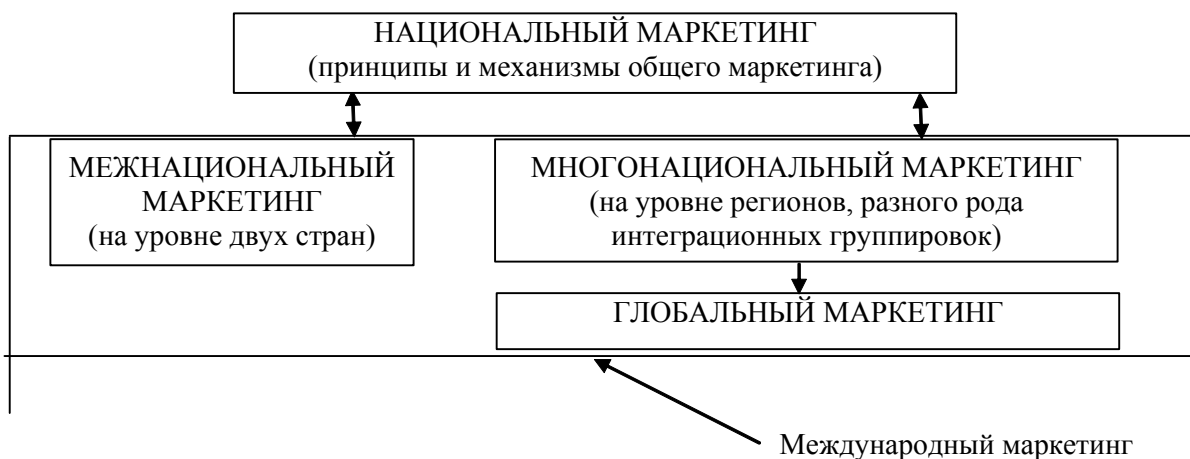 НАЦИОНАЛЬНЫЙ МАРКЕТИНГ
(принципы и механизмы общего маркетинга)
МЕЖНАЦИОНАЛЬНЫЙ
МАРКЕТИНГ
(на уровне двух стран)
МНОГОНАЦИОНАЛЬНЫЙ МАРКЕТИНГ
(на уровне регионов, разного рода
интеграционных группировок)
ГЛОБАЛЬНЫЙ МАРКЕТИНГ
Международный маркетинг